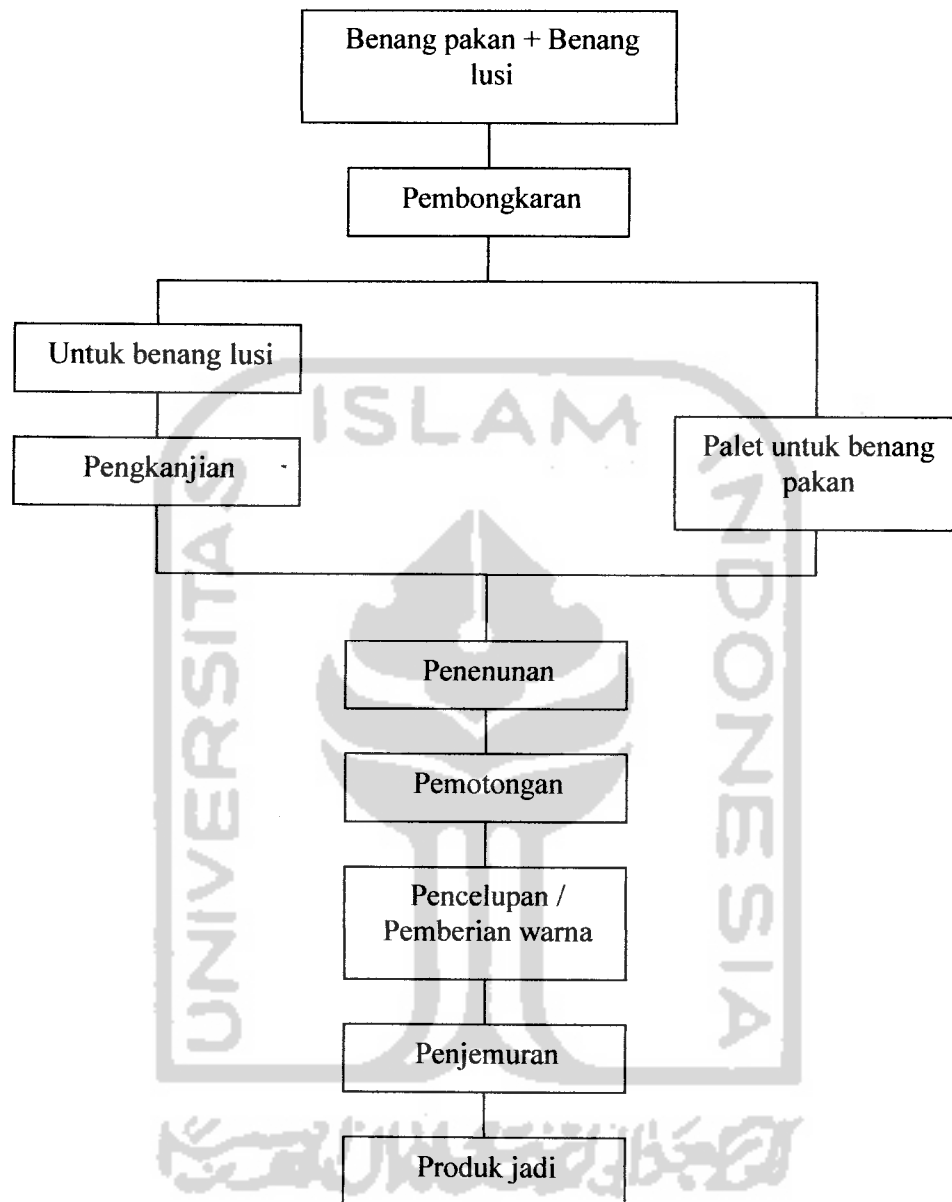 Benang pakan + Benang
lusi
Pembongkaran
Untuk benang lusi
Pengkanjian
Palet untuk benang
pakan
Penenunan
Pemotongan
Pencelupan /
Pemberian warna
Penjemuran
Produk jadi
UNIVERSITAS
ISLAM
INDONESIA